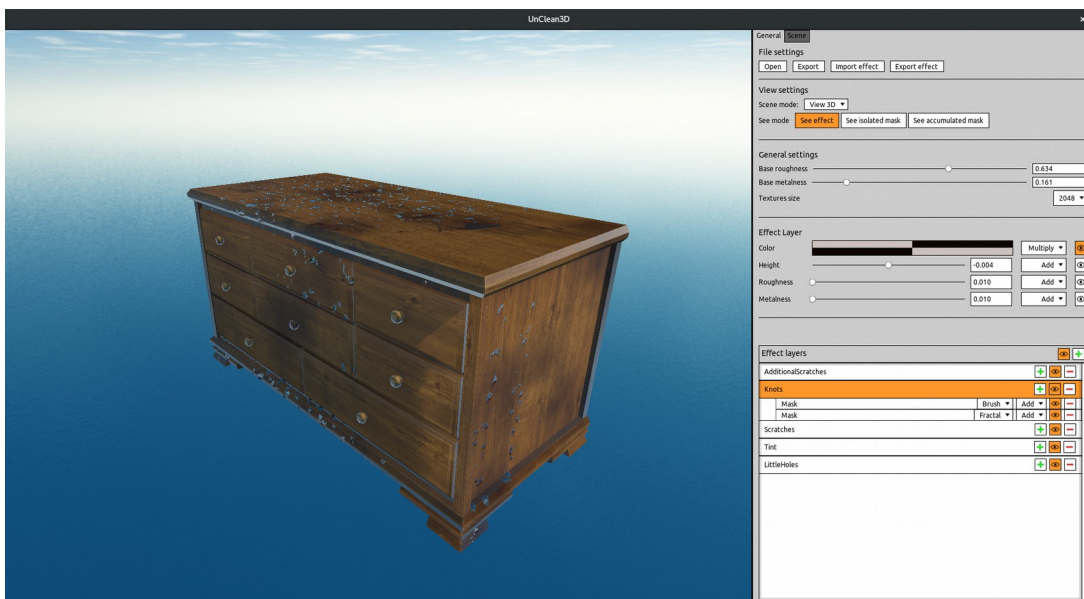 UnClean3D
General Scene
File settings
Open Export Import effect Export effect
View settings
Scene mode: View 3D
See mode See effect See isolated mask See accumulated mask
General settings
Base roughness 0.634
Base metalness 0.161
Textures size 2048
Effect Layer
Color Multiply
Height -0.004 Add
Roughness 0.010 Add
Metalness 0.010 Add
Effect layers
AdditionalScratches
Knots
Mask Brush Add
Mask Fractal Add
Scratches
Tint
LittleHoles